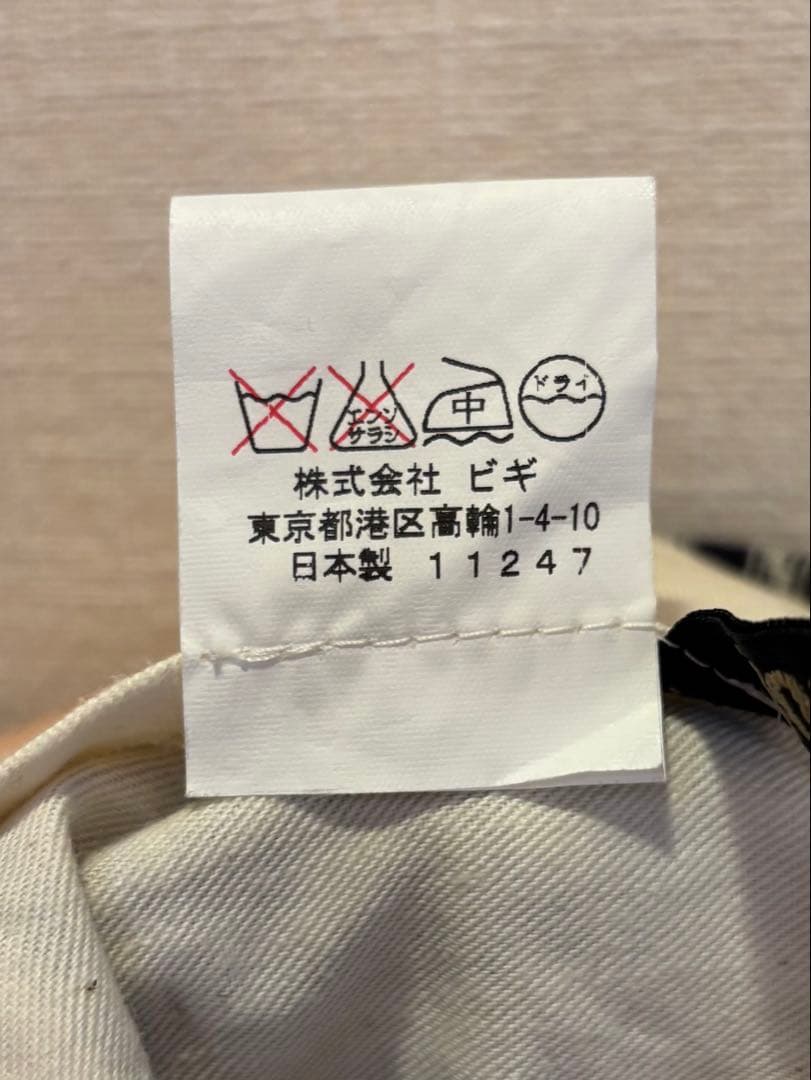 エンソ
サラシ
中
ドライ
株式会社 ビギ
東京都港区高輪1-4-10
日本製 11247